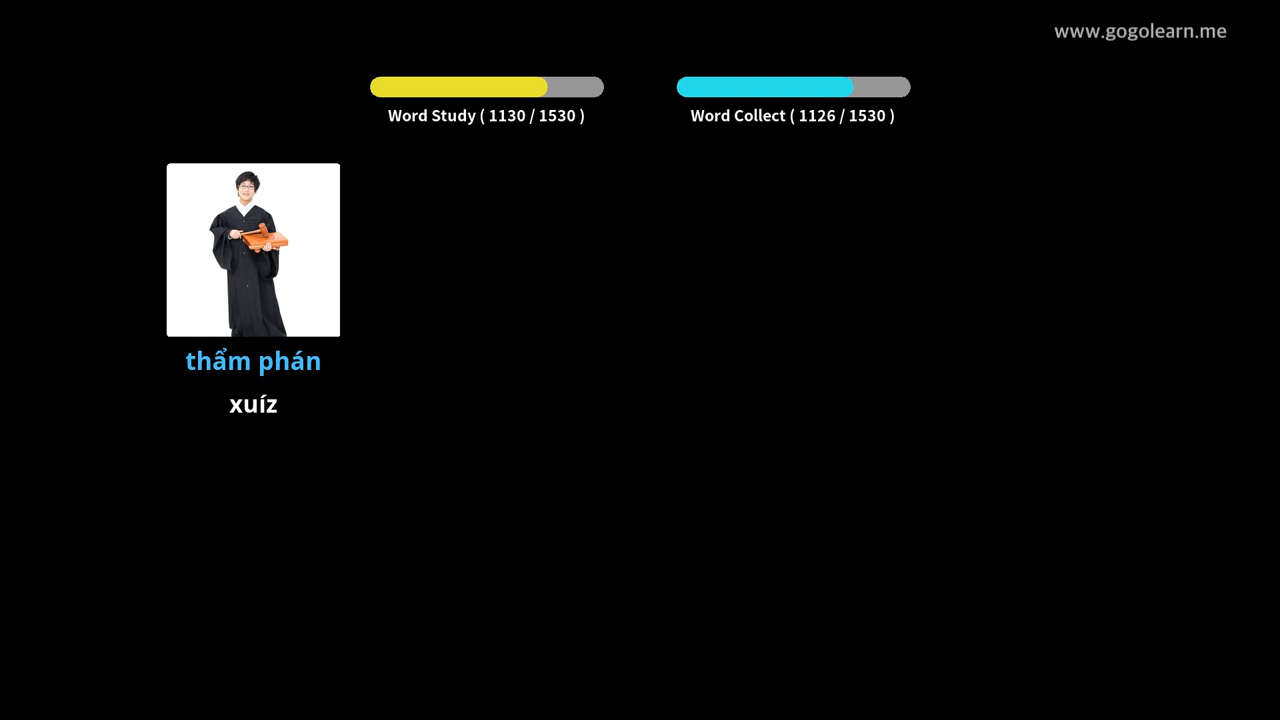 www.gogolearn.me
Word Study ( 1130 / 1530 )
Word Collect ( 1126 / 1530 )
thẩm phán
xuíz